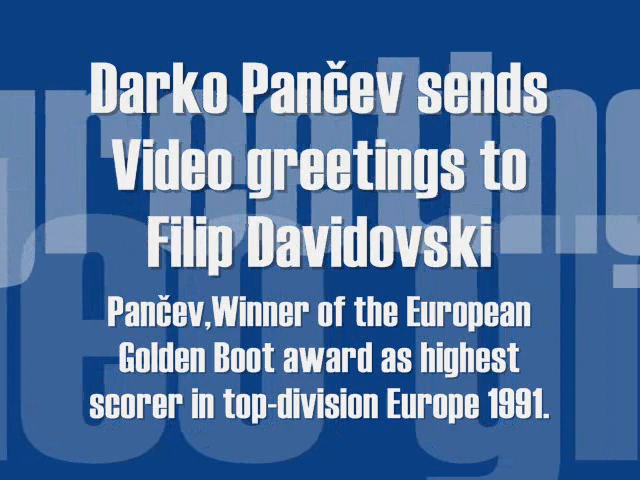 Darko Pančev sends
Video greetings to
Filip Davidovski
Pančev,Winner of the European
Golden Boot award as highest
scorer in top-division Europe 1991.